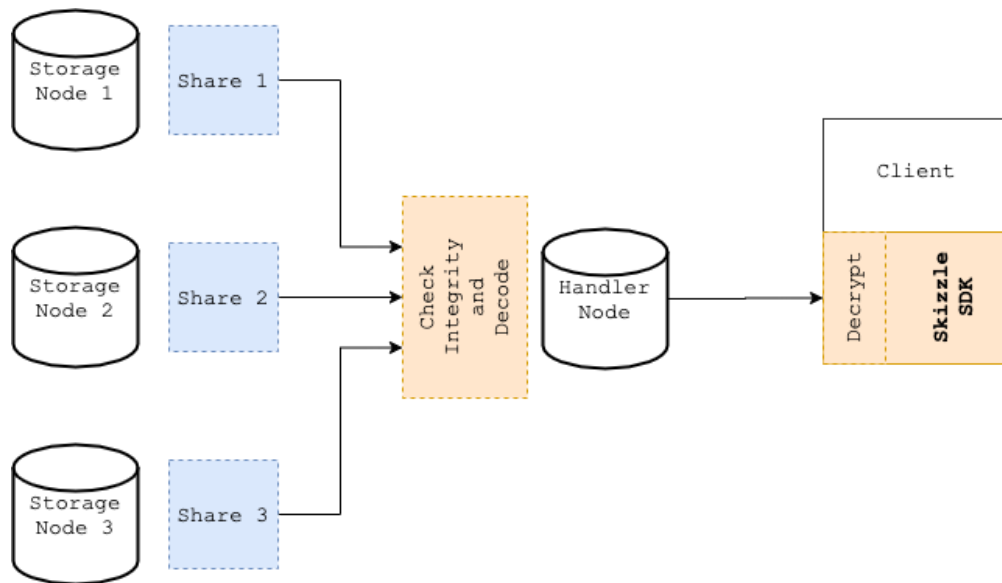 Storage
Node 1
Share 1
Storage
Node 2
Share 2
Storage
Node 3
Share 3
Check
Integrity
and
Decode
Handler
Node
Client
Decrypt
Skizzle
SDK